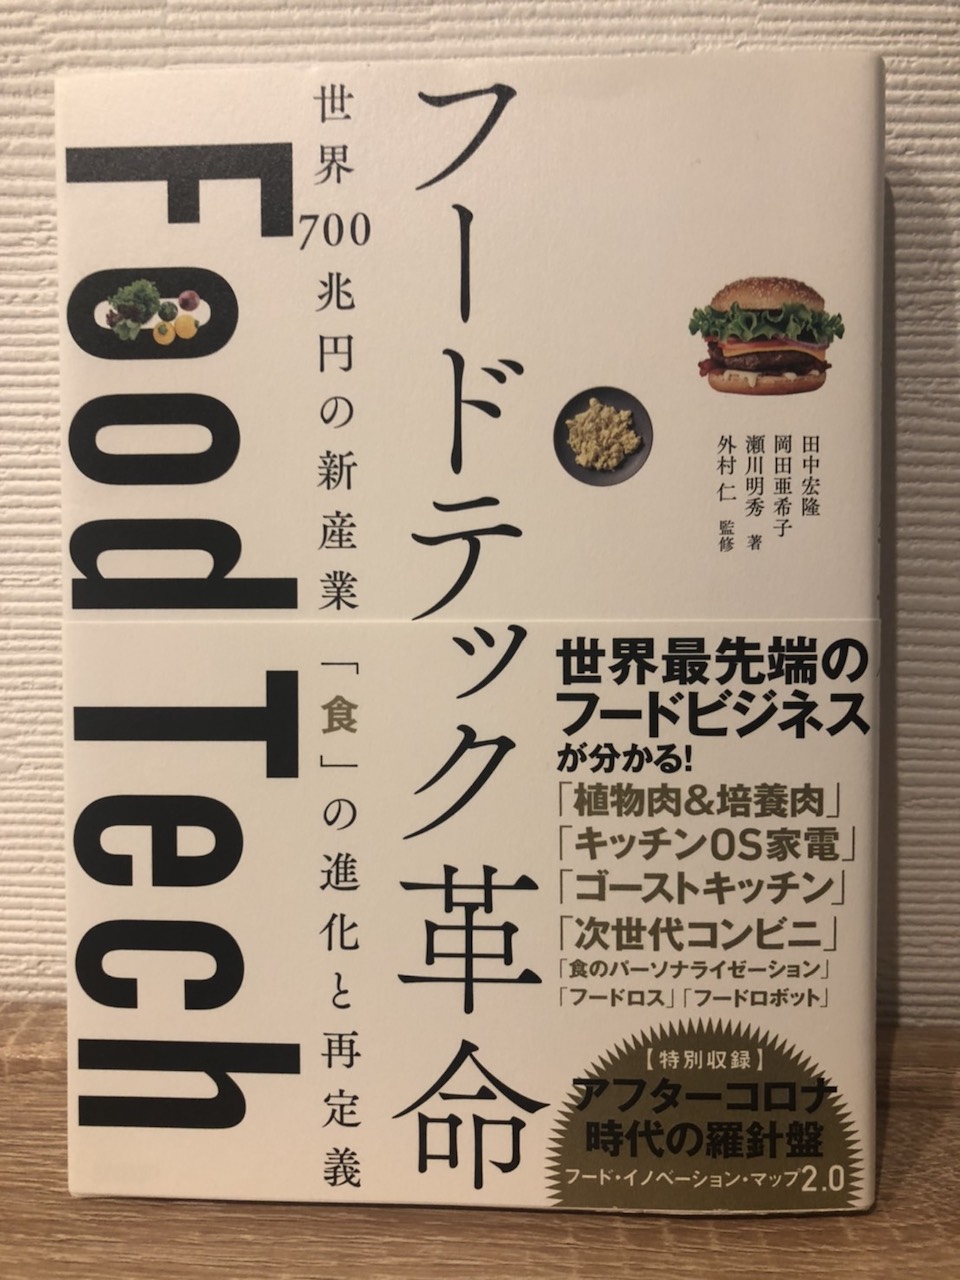 フードテック革命
世界700兆円の新産業「食」の進化と再定義
Food Tech
田中宏隆
岡田亜希子
瀬川明秀 著
外村 仁 監修
世界最先端の
フードビジネス
が分かる!
「植物肉&培養肉」
「キッチンOS家電」
「ゴーストキッチン」
「次世代コンビニ」
「食のパーソナライゼーション」
「フードロス」「フードロボット」
【特別収録】
アフターコロナ
時代の羅針盤
フード・イノベーション・マップ2.0